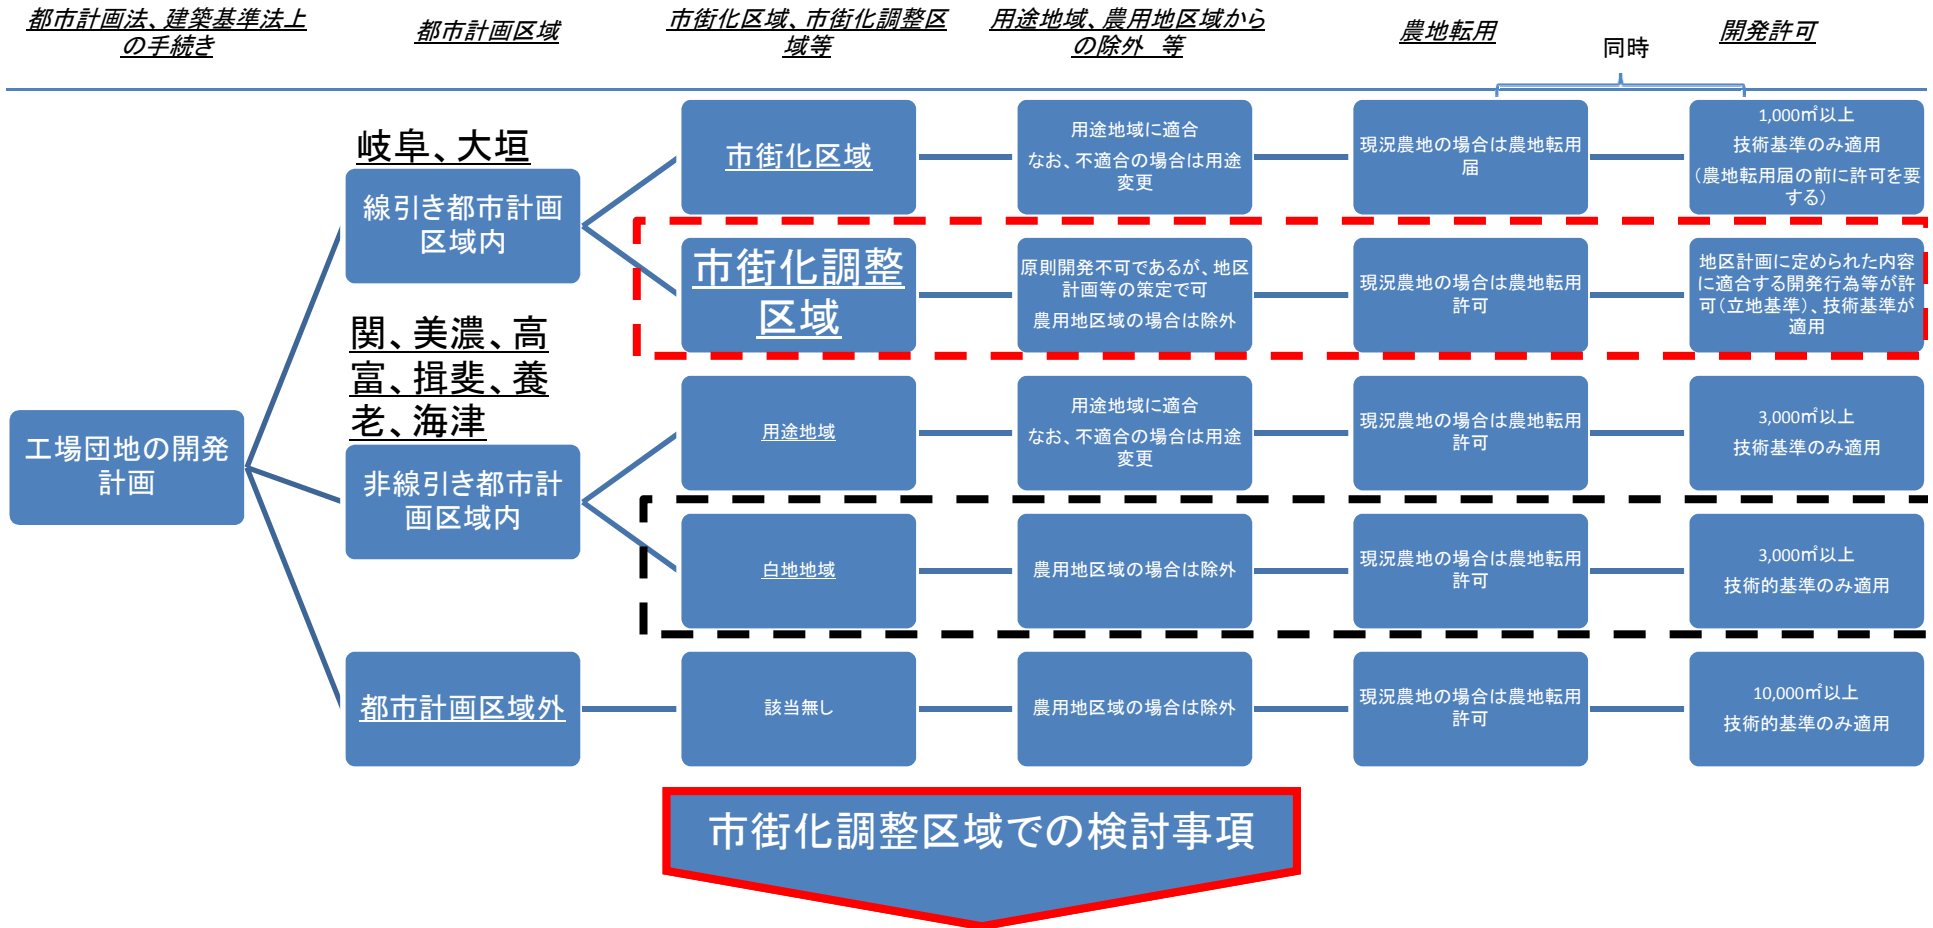 都市計画法、建築基準法上
の手続き
都市計画区域
市街化区域、市街化調整区
域等
用途地域、農用地区域から
の除外　等
農地転用
同時
開発許可
工場団地の開発
計画
岐阜、大垣
線引き都市計画
区域内
市街化区域
用途地域に適合
なお、不適合の場合は用途
変更
現況農地の場合は農地転用
届
1,000㎡以上
技術基準のみ適用
(農地転用届の前に許可を要
する)
市街化調整
区域
原則開発不可であるが、地区
計画等の策定で可
農用地区域の場合は除外
現況農地の場合は農地転用
許可
地区計画に定められた内容
に適合する開発行為等が許
可(立地基準)、技術基準が
適用
関、美濃、高
富、揖斐、養
老、海津
非線引き都市計
画区域内
用途地域
用途地域に適合
なお、不適合の場合は用途
変更
現況農地の場合は農地転用
許可
3,000㎡以上
技術基準のみ適用
白地地域
農用地区域の場合は除外
現況農地の場合は農地転用
許可
3,000㎡以上
技術的基準のみ適用
都市計画区域外
該当無し
農用地区域の場合は除外
現況農地の場合は農地転用
許可
10,000㎡以上
技術的基準のみ適用
市街化調整区域での検討事項